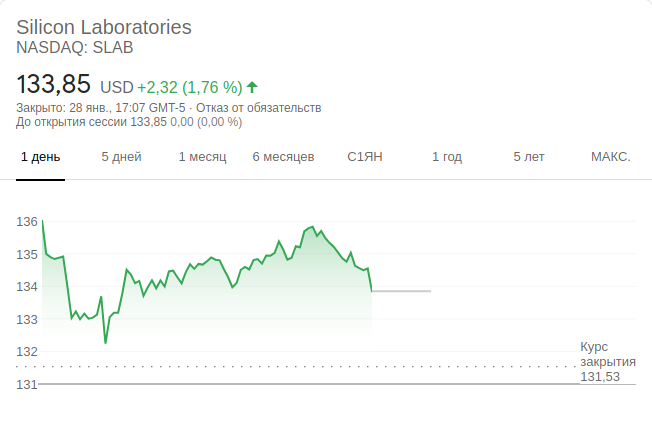 Silicon Laboratories
NASDAQ: SLAB
133,85 USD +2,32 (1,76 %)
Закрыто: 28 янв., 17:07 GMT-5 · Отказ от обязательств
До открытия сессии 133,85 0,00 (0,00 %)
1 день 5 дней 1 месяц 6 месяцев С1ЯН 1 год 5 лет МАКС.
136
135
134
133
132
131
Курс
закрытия
131,53